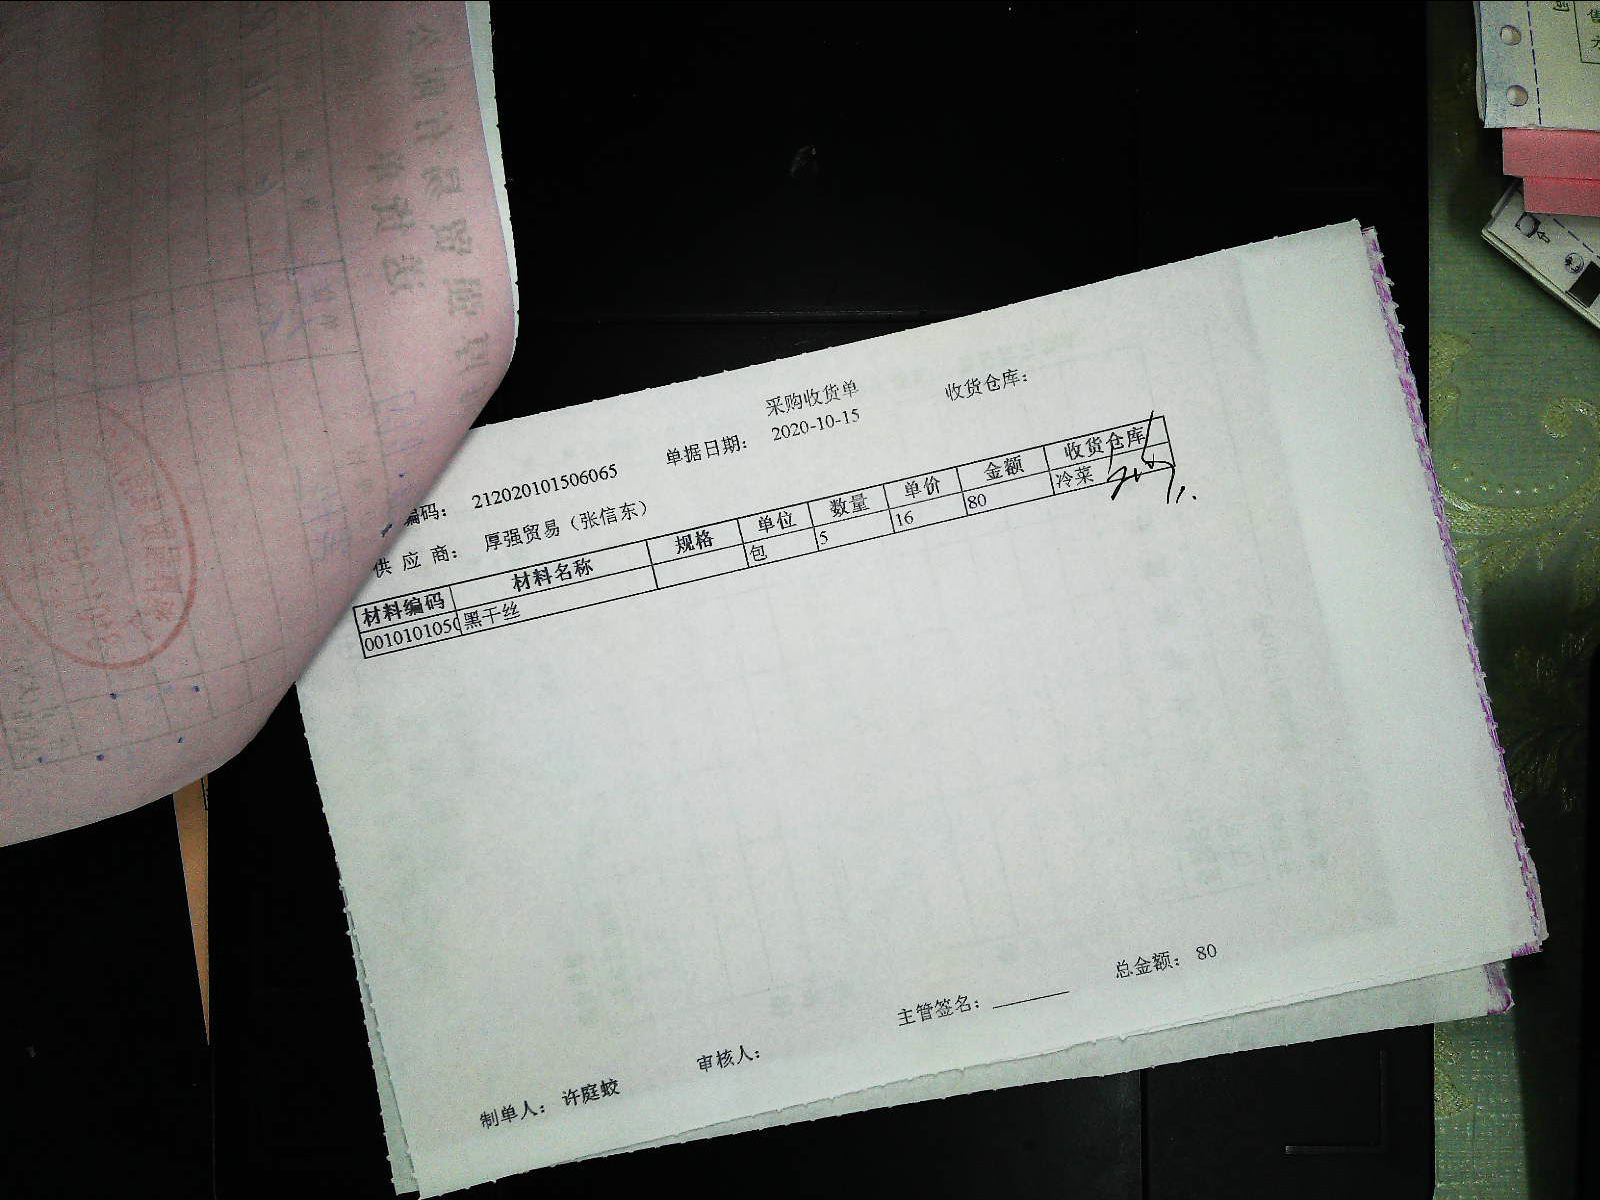 采购收货单
编码： 212020101506065 单据日期： 2020-10-15 收货仓库：
供 应 商： 厚强贸易（张信东）
材料编码 材料名称 规格 单位 数量 单价 金额 收货仓库
001010105 黑干丝 包 5 16 80 冷菜
总金额： 80
制单人： 许庭蛟 审核人： 主管签名：